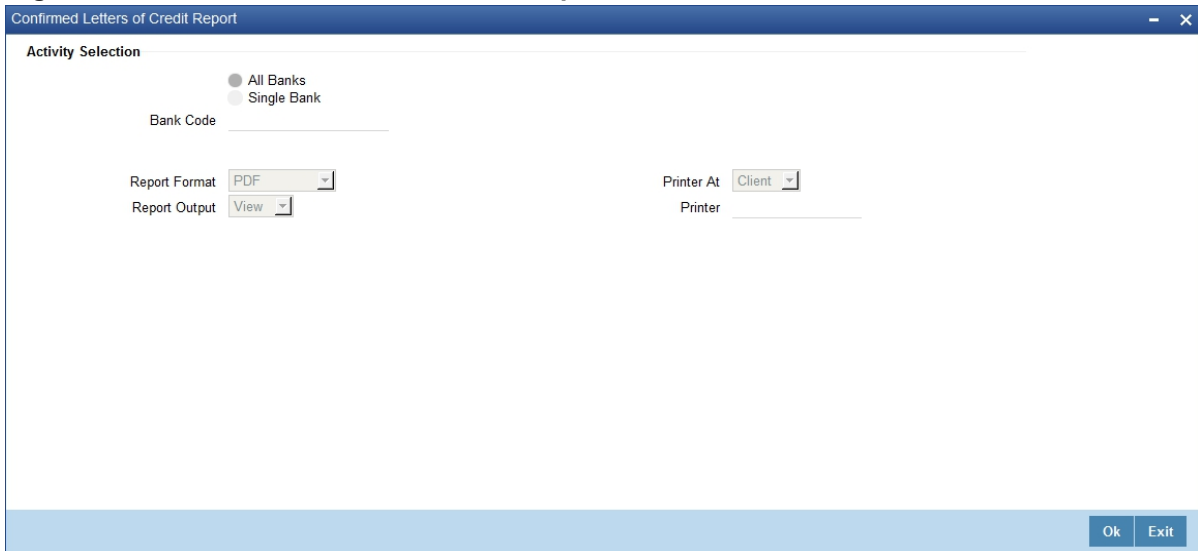 Confirmed Letters of Credit Report
Activity Selection
All Banks
Single Bank
Bank Code
Report Format PDF Printer At Client
Report Output View Printer
Ok Exit